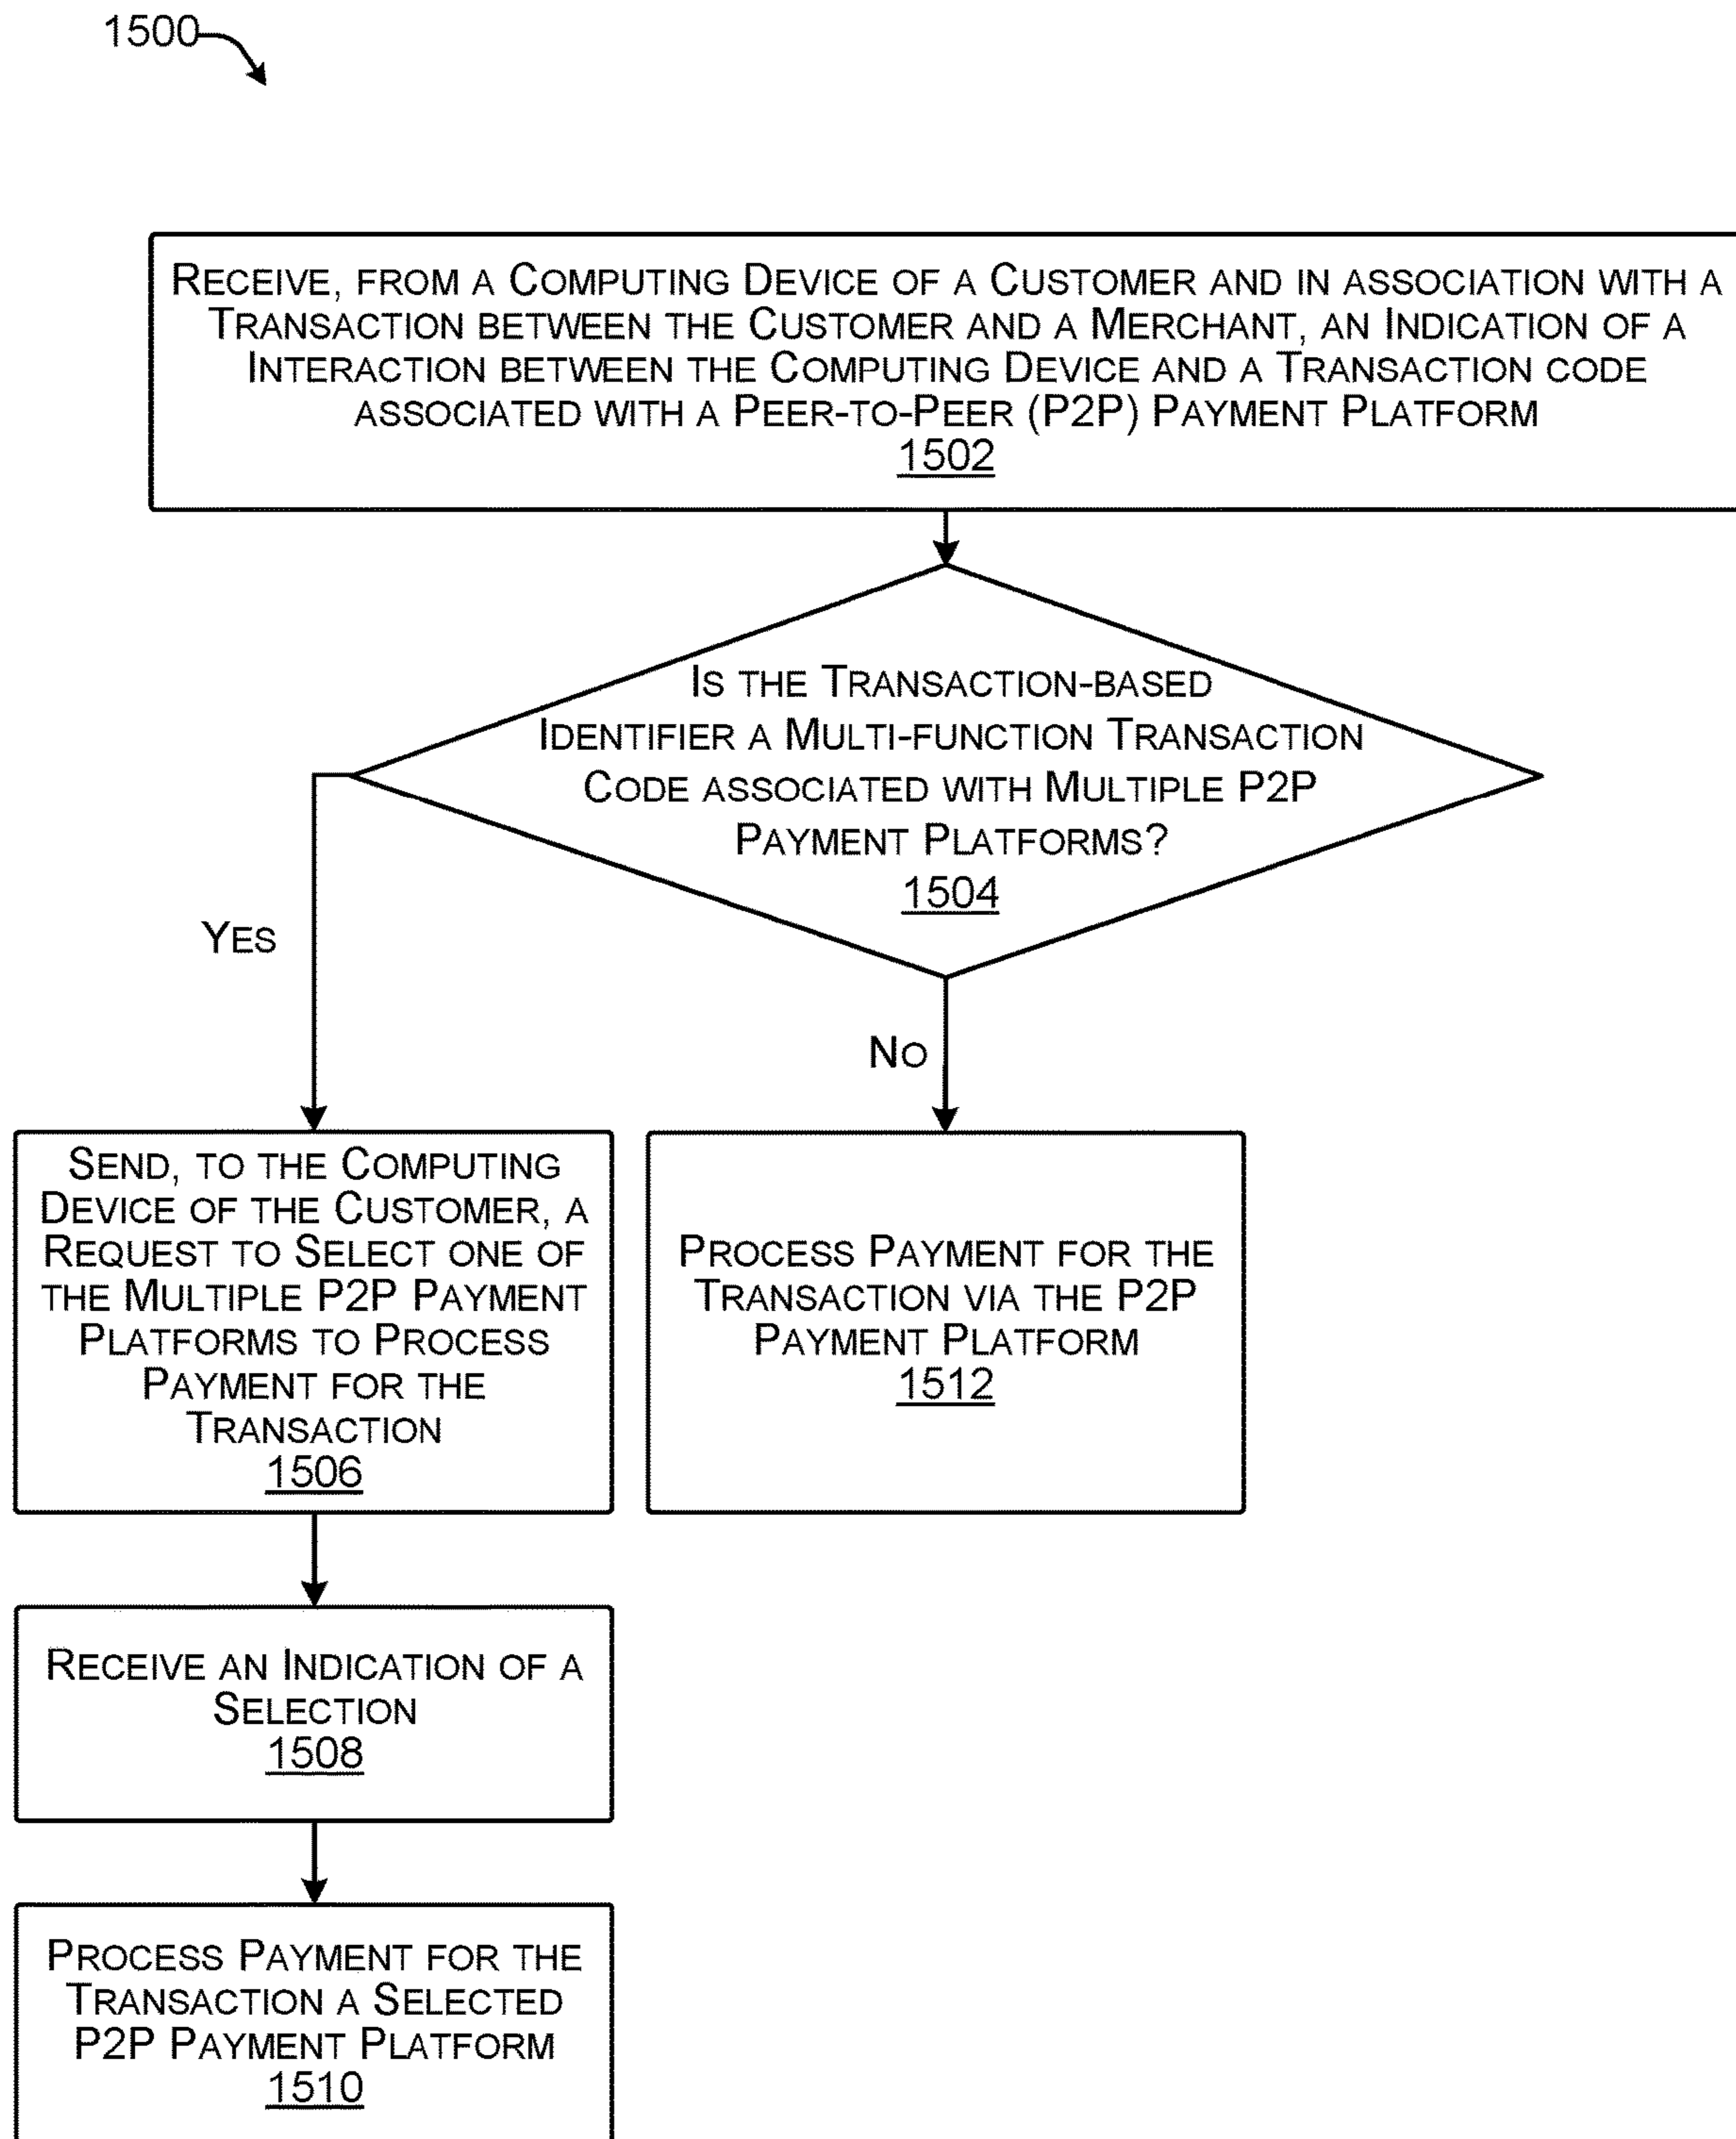 1500
RECEIVE, FROM A COMPUTING DEVICE OF A CUSTOMER AND IN ASSOCIATION WITH A
TRANSACTION BETWEEN THE CUSTOMER AND A MERCHANT, AN INDICATION OF A
INTERACTION BETWEEN THE COMPUTING DEVICE AND A TRANSACTION CODE
ASSOCIATED WITH A PEER-TO-PEER (P2P) PAYMENT PLATFORM
1502
IS THE TRANSACTION-BASED
IDENTIFIER A MULTI-FUNCTION TRANSACTION
CODE ASSOCIATED WITH MULTIPLE P2P
PAYMENT PLATFORMS?
1504
YES
NO
SEND, TO THE COMPUTING
DEVICE OF THE CUSTOMER, A
REQUEST TO SELECT ONE OF
THE MULTIPLE P2P PAYMENT
PLATFORMS TO PROCESS
PAYMENT FOR THE
TRANSACTION
1506
PROCESS PAYMENT FOR THE
TRANSACTION VIA THE P2P
PAYMENT PLATFORM
1512
RECEIVE AN INDICATION OF A
SELECTION
1508
PROCESS PAYMENT FOR THE
TRANSACTION A SELECTED
P2P PAYMENT PLATFORM
1510